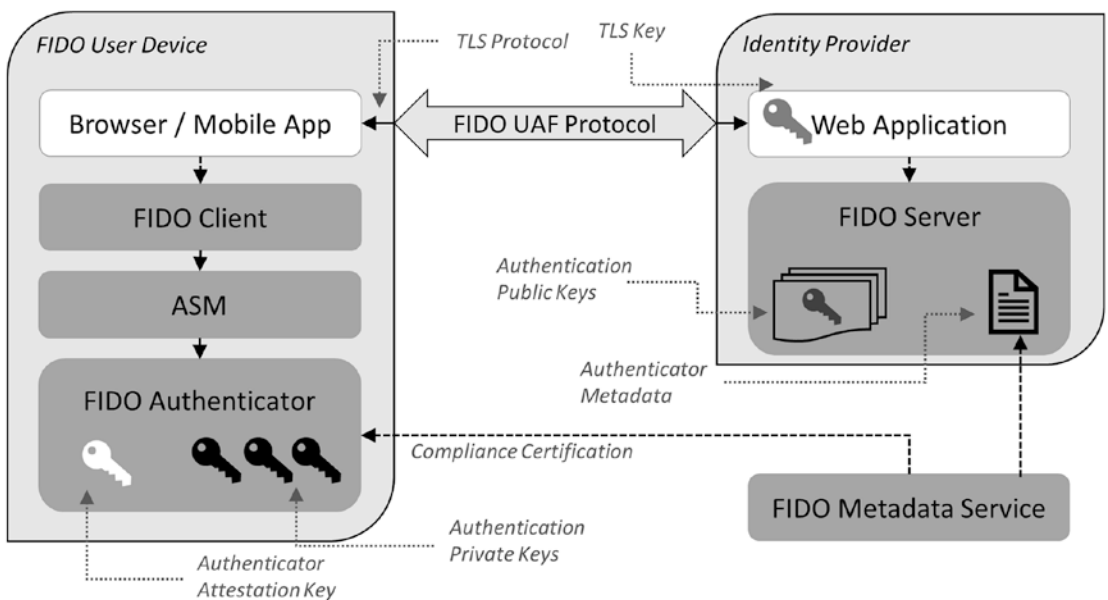 FIDO User Device
TLS Protocol
TLS Key
Identity Provider
Browser / Mobile App
FIDO UAF Protocol
Web Application
FIDO Client
FIDO Server
ASM
Authentication
Public Keys
Authenticator
Metadata
FIDO Authenticator
Compliance Certification
FIDO Metadata Service
Authentication
Private Keys
Authenticator
Attestation Key